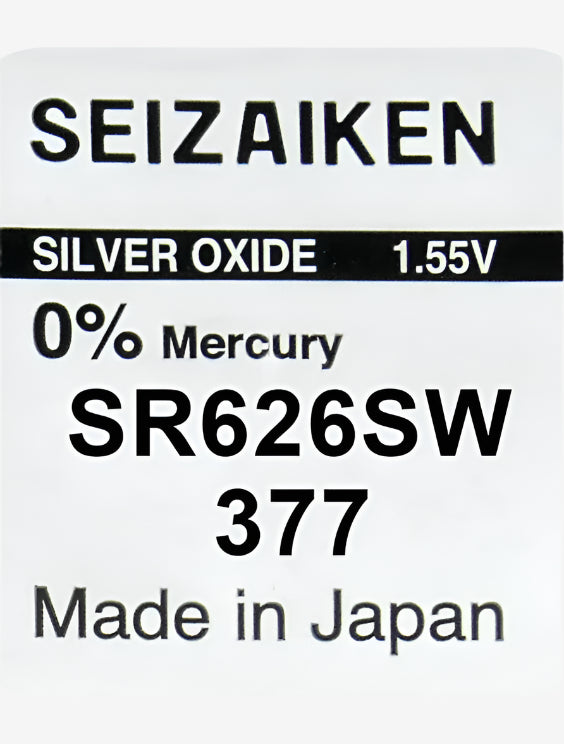 SEIZAIKEN
SILVER OXIDE 1.55V
0% Mercury
SR626SW
377
Made in Japan